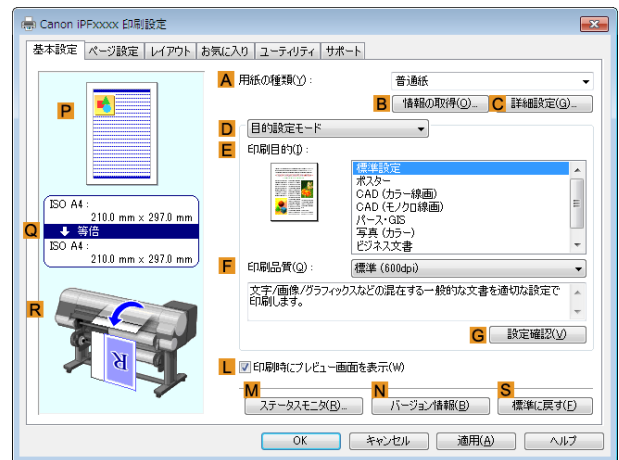 Canon iPFxxxx 印刷設定
基本設定 ページ設定 レイアウト お気に入り ユーティリティ サポート
A 用紙の種類(Y): 普通紙
B 情報の取得(O)... C 詳細設定(G)...
P
D 目的設定モード
E 印刷目的(I):
標準設定
ポスター
CAD (カラー線画)
CAD (モノクロ線画)
パース・GIS
写真 (カラー)
ビジネス文書
ISO A4:
210.0 mm x 297.0 mm
Q 等倍
ISO A4:
210.0 mm x 297.0 mm
F 印刷品質(Q): 標準 (600dpi)
文字/画像/グラフィックスなどの混在する一般的な文書を適切な設定で
印刷します。
R
R
G 設定確認(V)
L 印刷時にプレビュー画面を表示(W)
M N S
ステータスモニタ(R)... バージョン情報(B) 標準に戻す(F)
OK キャンセル 適用(A) ヘルプ